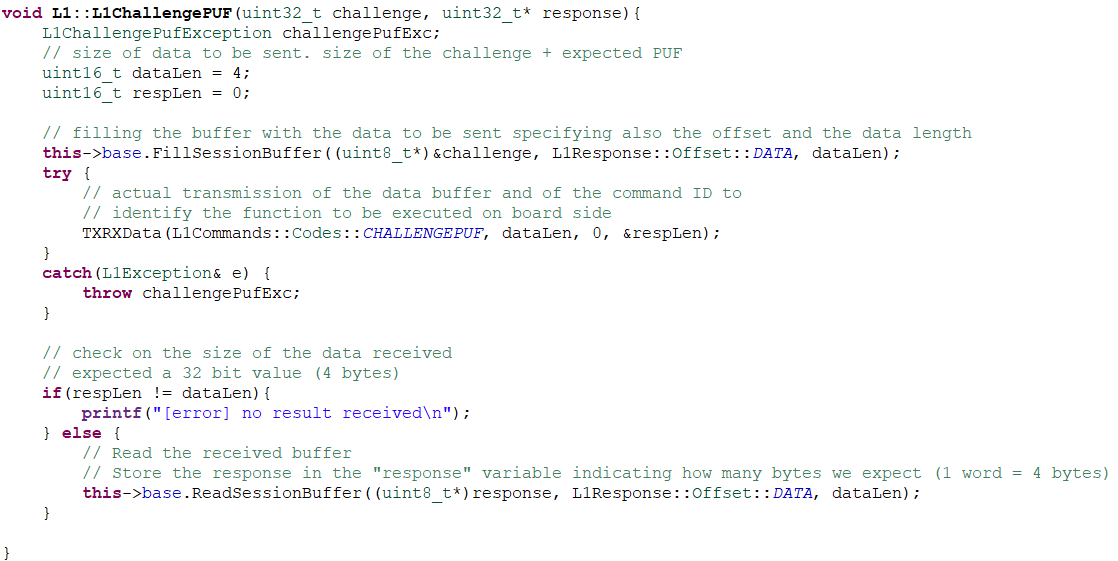 void L1::L1ChallengePUF(uint32_t challenge, uint32_t* response){
    L1ChallengePufException challengePufExc;
    // size of data to be sent. size of the challenge + expected PUF
    uint16_t dataLen = 4;
    uint16_t respLen = 0;

    // filling the buffer with the data to be sent specifying also the offset and the data length
    this->base.FillSessionBuffer((uint8_t*)&challenge, L1Response::Offset::DATA, dataLen);
    try {
        // actual transmission of the data buffer and of the command ID to
        // identify the function to be executed on board side
        TXRXData(L1Commands::Codes::CHALLENGEPUF, dataLen, 0, &respLen);
    }
    catch(L1Exception& e) {
        throw challengePufExc;
    }

    // check on the size of the data received
    // expected a 32 bit value (4 bytes)
    if(respLen != dataLen){
        printf("[error] no result received\n");
    } else {
        // Read the received buffer
        // Store the response in the "response" variable indicating how many bytes we expect (1 word = 4 bytes)
        this->base.ReadSessionBuffer((uint8_t*)response, L1Response::Offset::DATA, dataLen);
    }

}